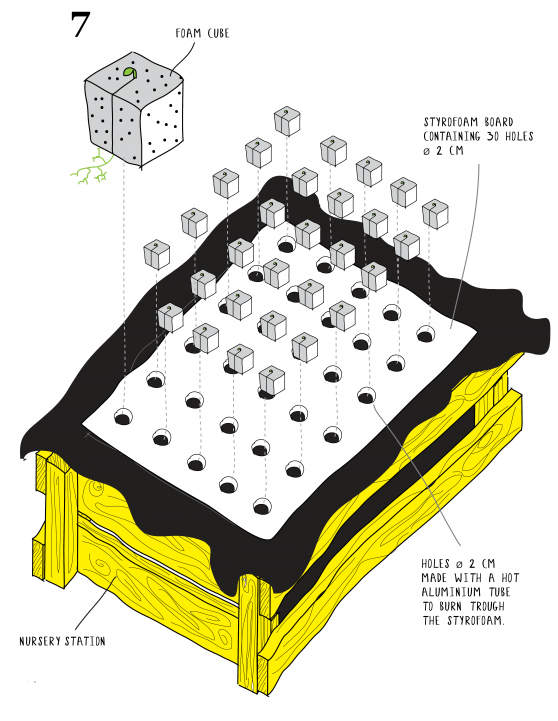 7
FOAM CUBE
STYROFOAM BOARD
CONTAINING 30 HOLES
ø 2 CM
HOLES ø 2 CM
MADE WITH A HOT
ALUMINIUM TUBE
TO BURN TROUGH
THE STYROFOAM.
NURSERY STATION